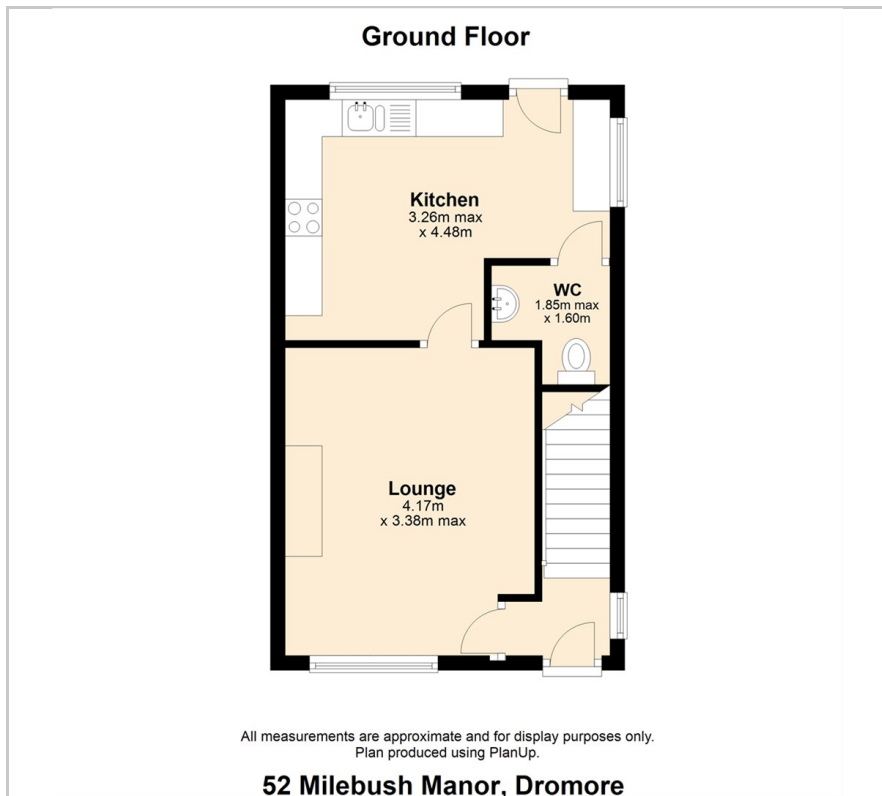 Ground Floor
Kitchen
3.26m max
x 4.48m
WC
1.85m max
x 1.60m
Lounge
4.17m
x 3.38m max
All measurements are approximate and for display purposes only.
Plan produced using PlanUp.
52 Milebush Manor, Dromore